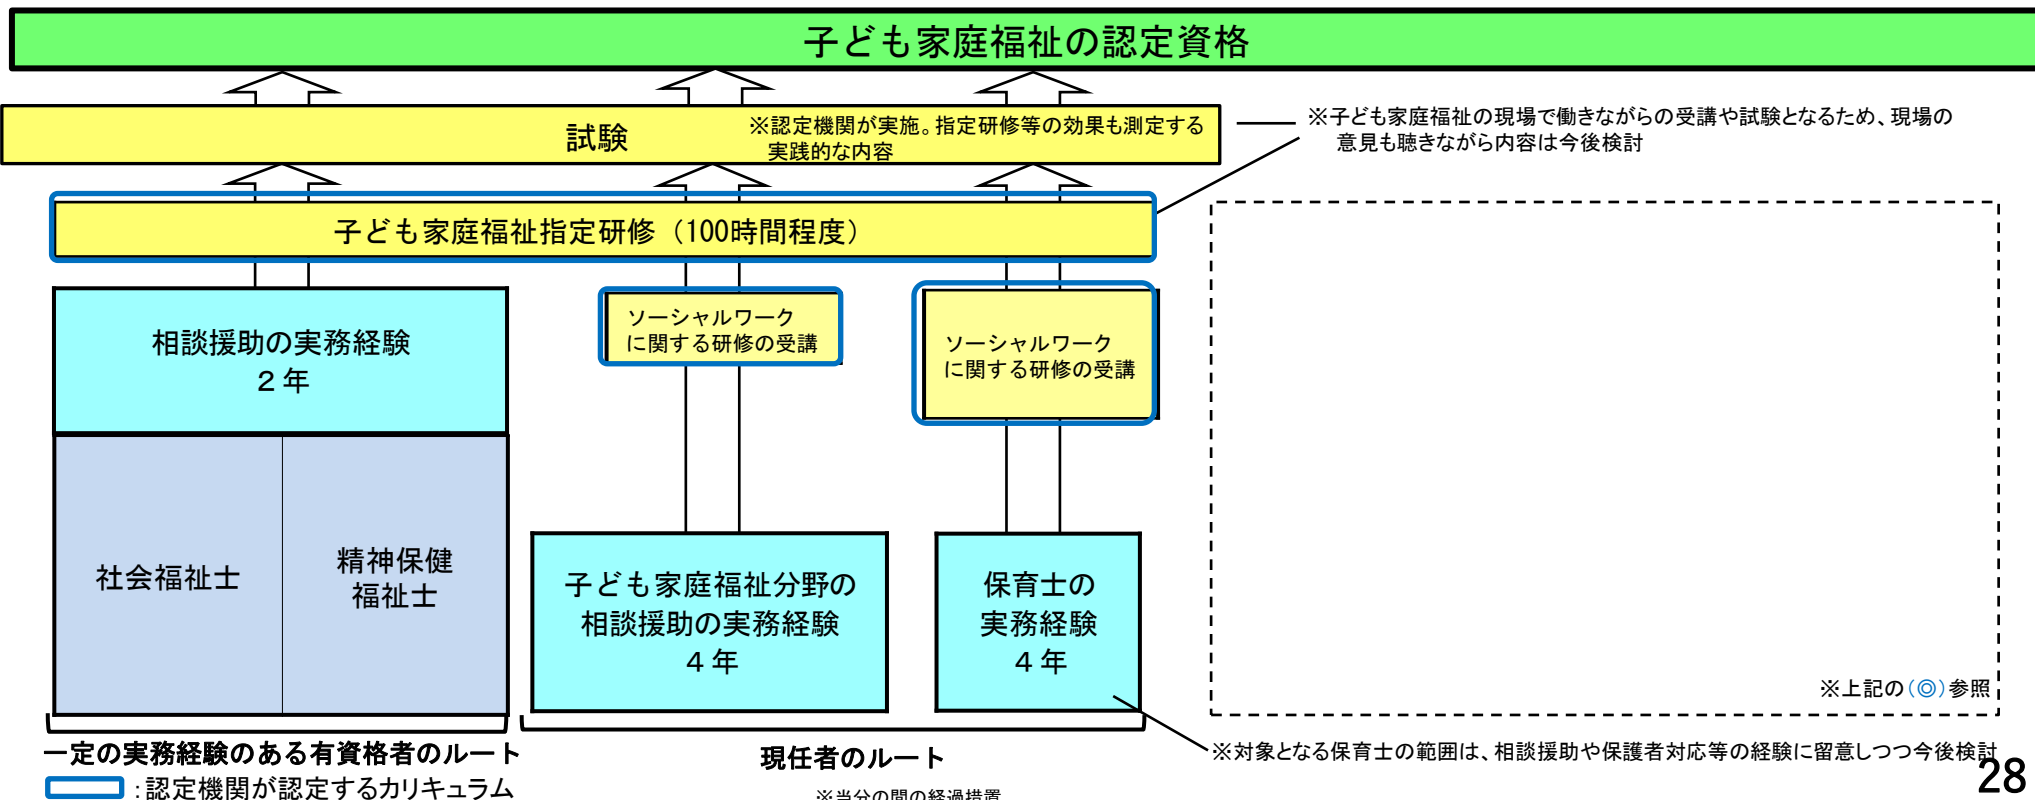 子ども家庭福祉の認定資格
試験
※認定機関が実施。指定研修等の効果も測定する
実践的な内容
※子ども家庭福祉の現場で働きながらの受講や試験となるため、現場の
意見も聴きながら内容は今後検討
子ども家庭福祉指定研修（100時間程度）
相談援助の実務経験
２年
ソーシャルワーク
に関する研修の受講
ソーシャルワーク
に関する研修の受講
社会福祉士
精神保健
福祉士
子ども家庭福祉分野の
相談援助の実務経験
４年
保育士の
実務経験
４年
※上記の（◎）参照
一定の実務経験のある有資格者のルート
現任者のルート
※対象となる保育士の範囲は、相談援助や保護者対応等の経験に留意しつつ今後検討
：認定機関が認定するカリキュラム
※当分の間の経過措置
28